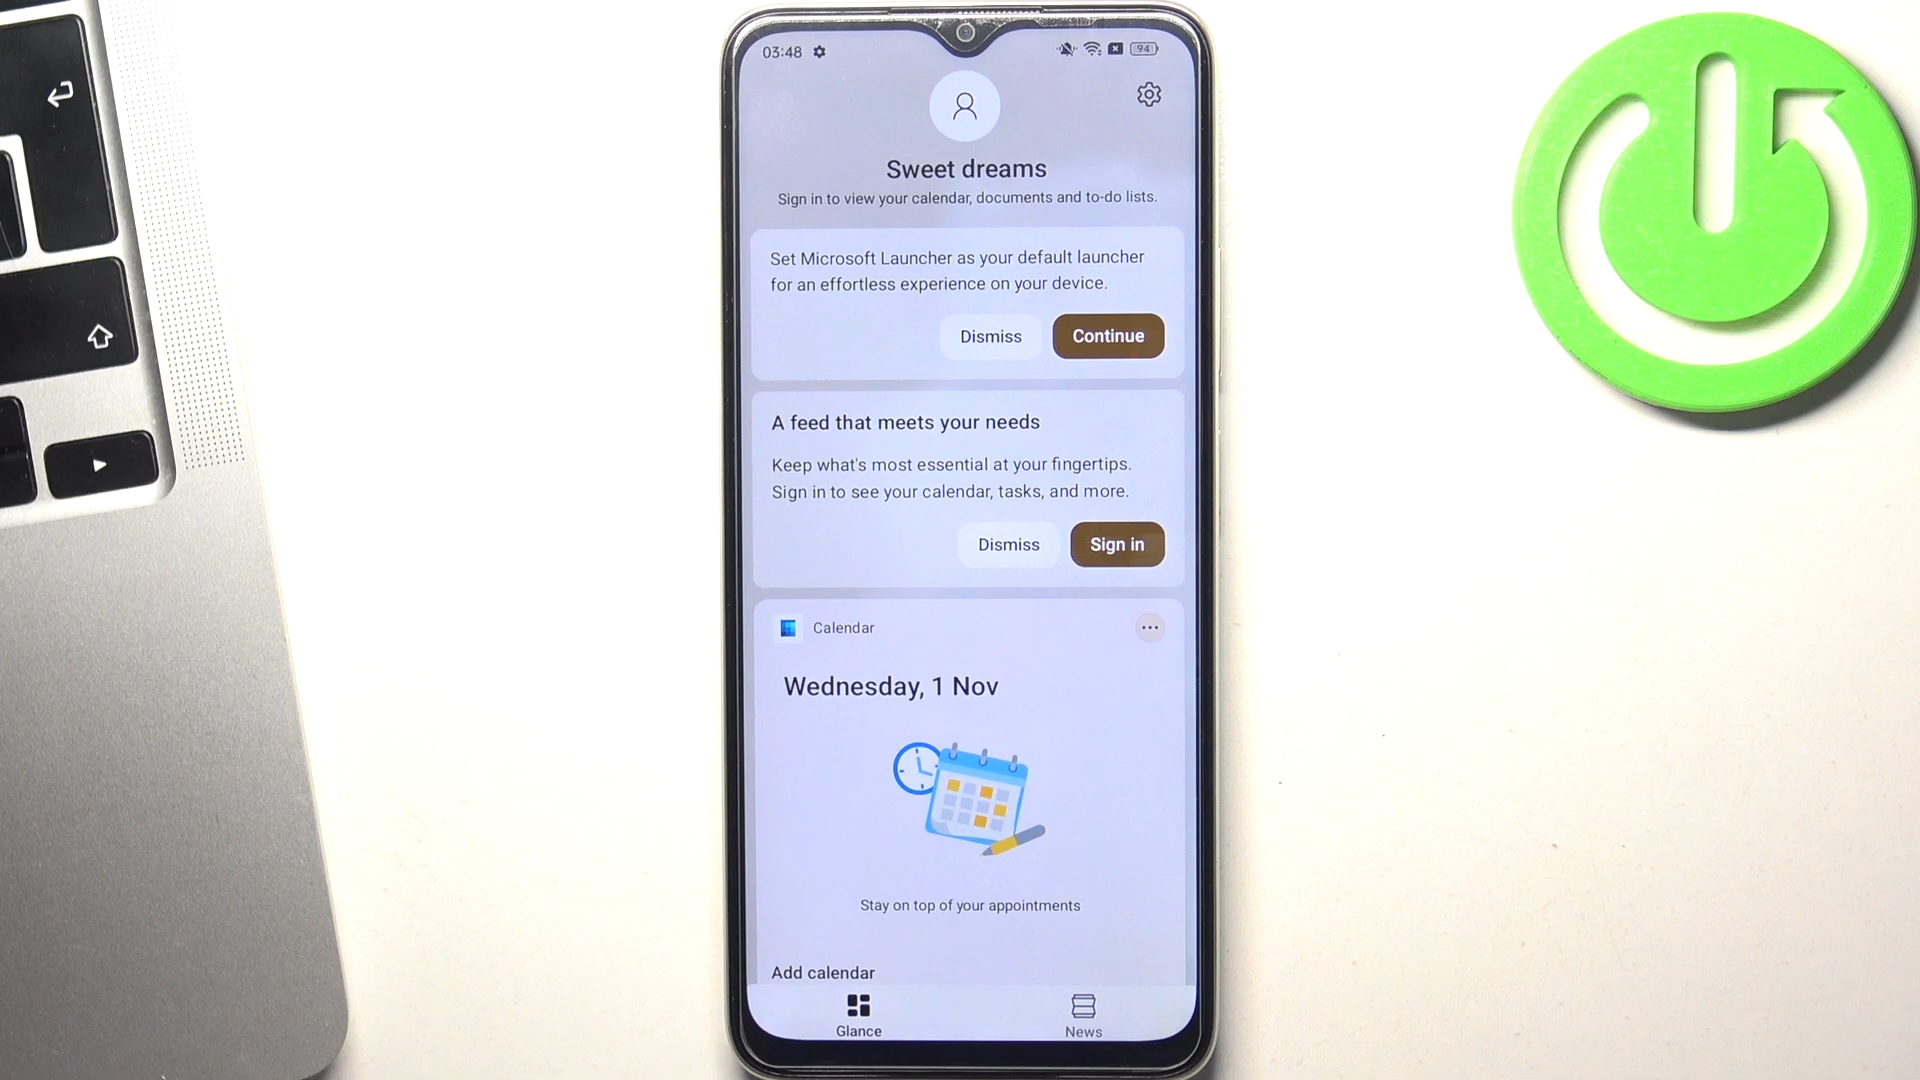 03:48
94
Sweet dreams
Sign in to view your calendar, documents and to-do lists.
Set Microsoft Launcher as your default launcher
for an effortless experience on your device.
Dismiss
Continue
A feed that meets your needs
Keep what's most essential at your fingertips.
Sign in to see your calendar, tasks, and more.
Dismiss
Sign in
Calendar
Wednesday, 1 Nov
Stay on top of your appointments
Add calendar
Glance
News